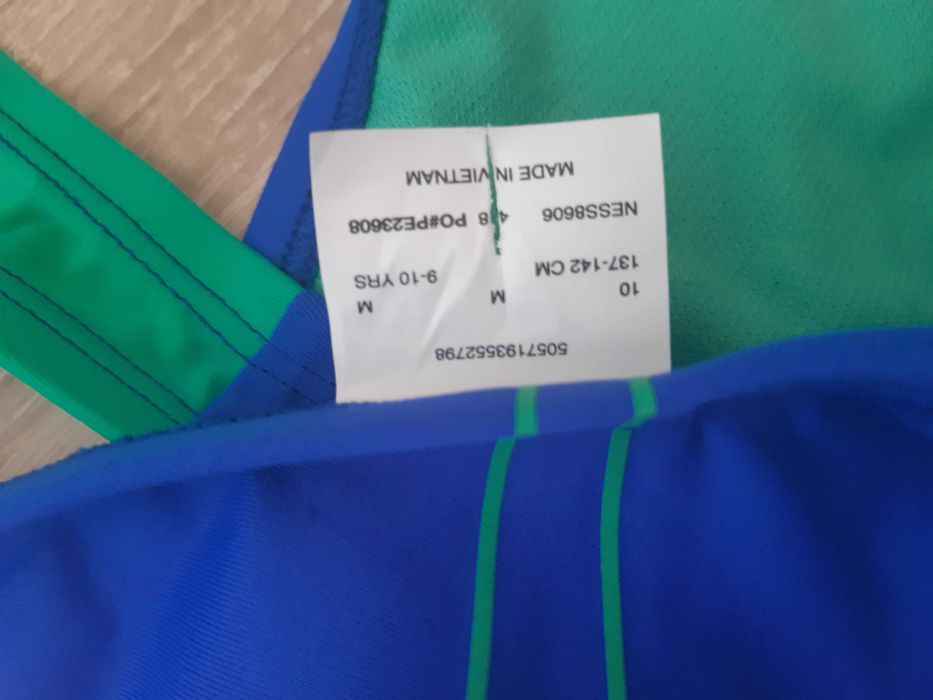 5057193552798
10 M M
137-142 CM 9-10 YRS
NESS8606 PO#PE23608
MADE IN VIETNAM